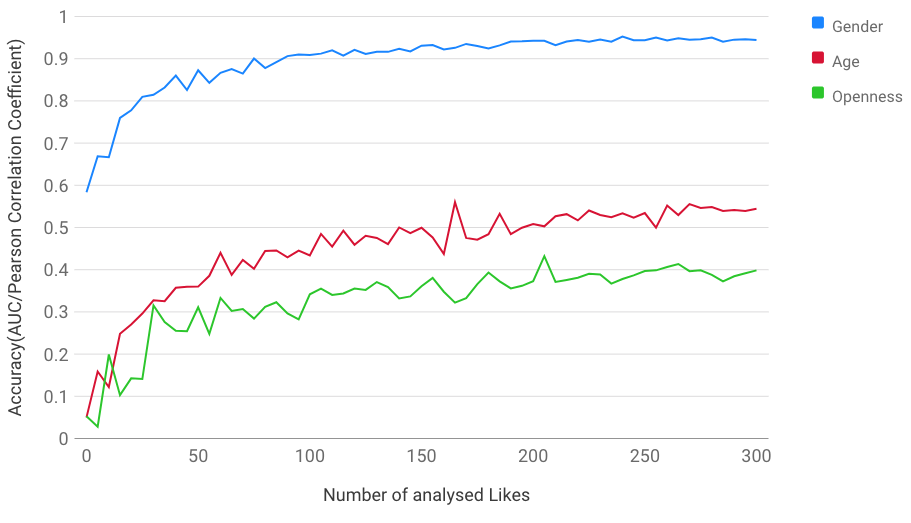 Accuracy(AUC/Pearson Correlation Coefficient)
1
0.9
0.8
0.7
0.6
0.5
0.4
0.3
0.2
0.1
0
0 50 100 150 200 250 300
Number of analysed Likes
Gender
Age
Openness